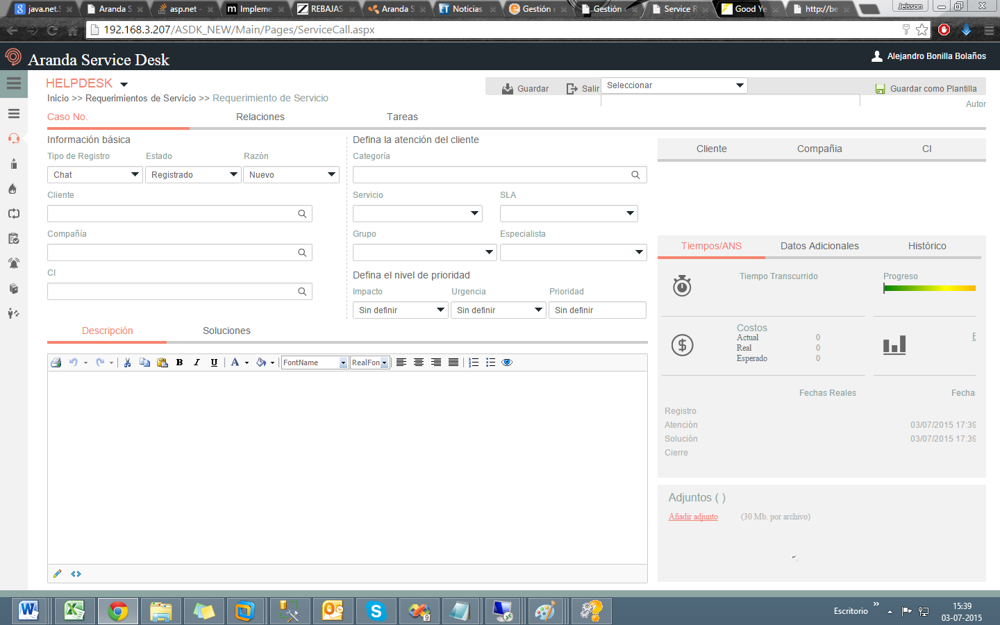 java.net.S
Aranda S
asp.net -
Impleme
REBAJAS
Aranda S
Noticias
Gestión
Gestión
Service R
Good Ye
http://be
Jeisson
192.168.3.207/ASDK_NEW/Main/Pages/ServiceCall.aspx
Aranda Service Desk
Alejandro Bonilla Bolaños
HELPDESK
Guardar
Salir
Seleccionar
Guardar como Plantilla
Inicio >> Requerimientos de Servicio >> Requerimiento de Servicio
Autor
Caso No.
Relaciones
Tareas
Información básica
Defina la atención del cliente
Cliente
Compañia
CI
Tipo de Registro
Estado
Razón
Categoría
Chat
Registrado
Nuevo
Cliente
Servicio
SLA
Compañía
Grupo
Especialista
Tiempos/ANS
Datos Adicionales
Histórico
CI
Defina el nivel de prioridad
Tiempo Transcurrido
Progreso
Impacto
Urgencia
Prioridad
Sin definir
Sin definir
Sin definir
Descripción
Soluciones
Costos
Actual 0
Real 0
Esperado 0
E
FontName
RealFon
B I U A
Fechas Reales
Fecha
Registro
Atención 03/07/2015 17:39
Solución 03/07/2015 17:39
Cierre
Adjuntos ( )
Añadir adjunto
(30 Mb. por archivo)
Escritorio
15:39
03-07-2015